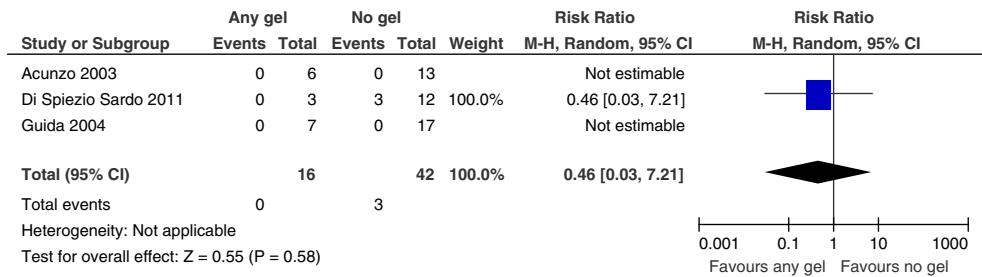 Any gel No gel Risk Ratio Risk Ratio
Study or Subgroup Events Total Events Total Weight M-H, Random, 95% CI M-H, Random, 95% CI
Acunzo 2003 0 6 0 13 Not estimable
Di Spiezio Sardo 2011 0 3 3 12 100.0% 0.46 [0.03, 7.21]
Guida 2004 0 7 0 17 Not estimable
Total (95% CI) 16 42 100.0% 0.46 [0.03, 7.21]
Total events 0 3
Heterogeneity: Not applicable
Test for overall effect: Z = 0.55 (P = 0.58)
0.001 0.1 1 10 1000
Favours any gel Favours no gel